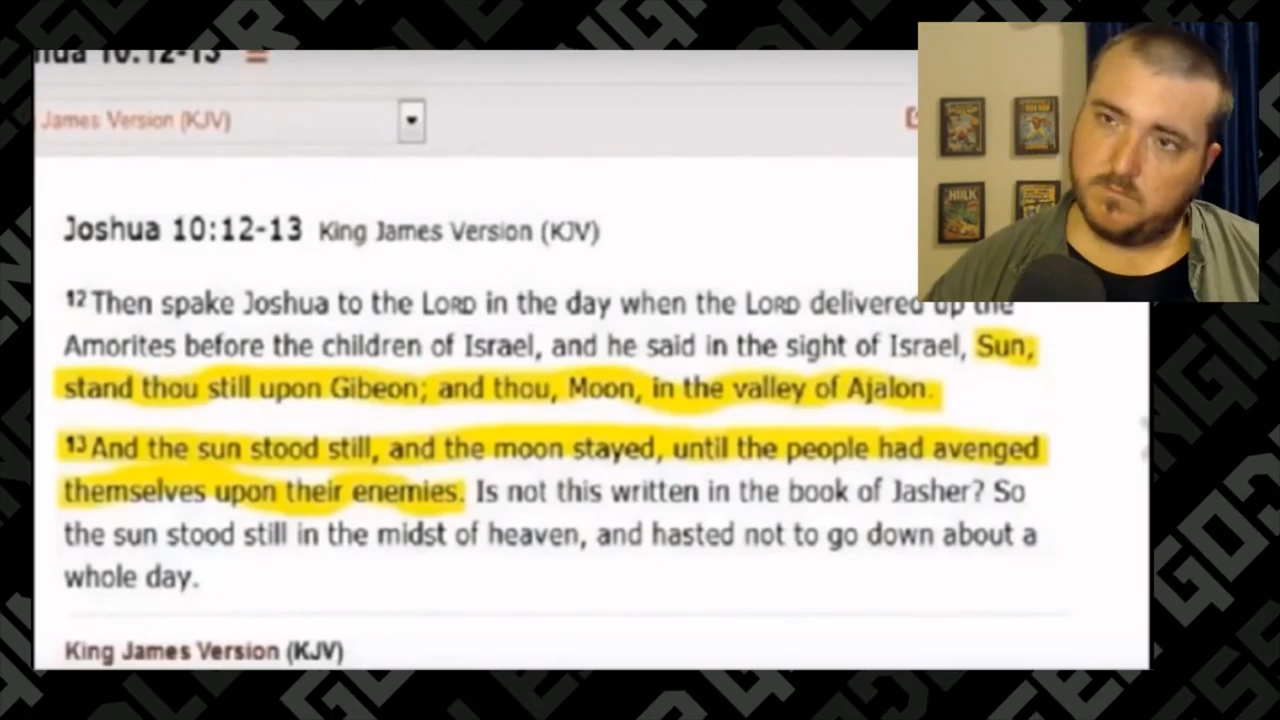 10:12-13
James Version (KJV)
Joshua 10:12-13 King James Version (KJV)
12 Then spake Joshua to the LORD in the day when the LORD delivered up the
Amorites before the children of Israel, and he said in the sight of Israel, Sun,
stand thou still upon Gibeon; and thou, Moon, in the valley of Ajalon.
13 And the sun stood still, and the moon stayed, until the people had avenged
themselves upon their enemies. Is not this written in the book of Jasher? So
the sun stood still in the midst of heaven, and hasted not to go down about a
whole day.
King James Version (KJV)
HULK